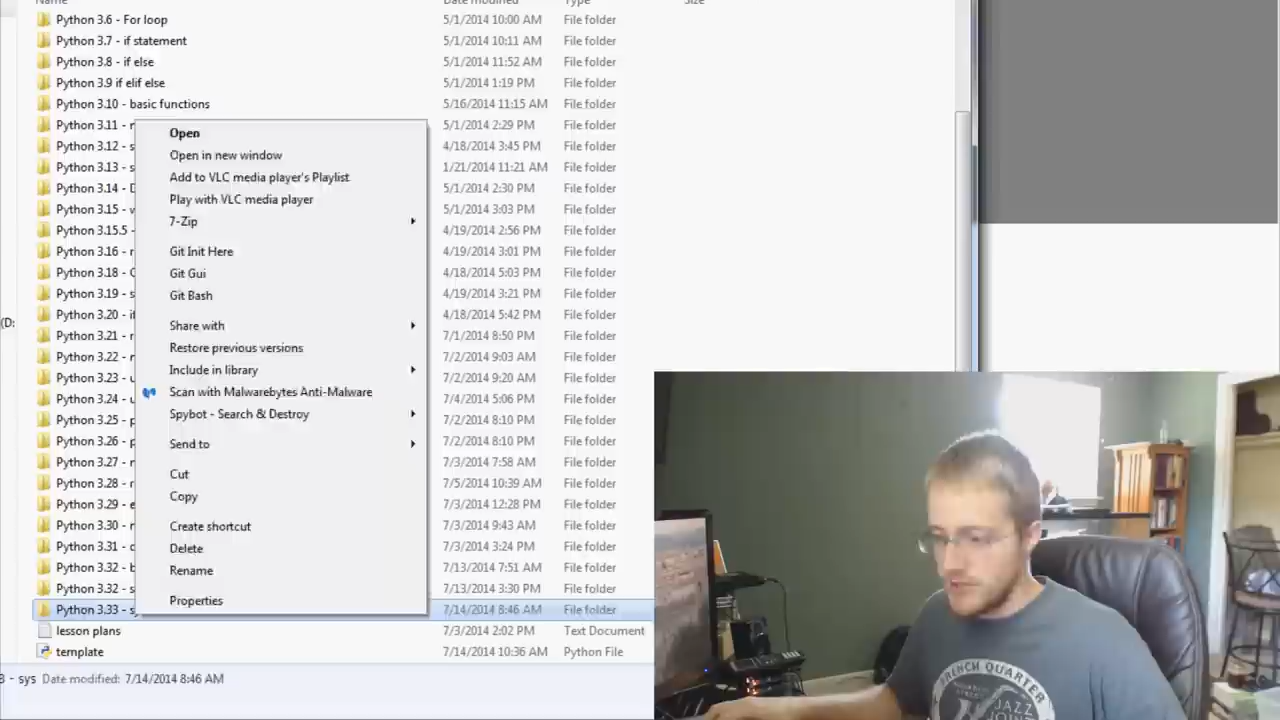 Name Date modified Type Size
Python 3.6 - For loop 5/1/2014 10:00 AM File folder
Python 3.7 - if statement 5/1/2014 10:11 AM File folder
Python 3.8 - if else 5/1/2014 11:52 AM File folder
Python 3.9 if elif else 5/1/2014 1:19 PM File folder
Python 3.10 - basic functions 5/16/2014 11:15 AM File folder
Python 3.11 - 5/1/2014 2:29 PM File folder
Python 3.12 - s 4/18/2014 3:45 PM File folder
Python 3.13 - s 1/21/2014 11:21 AM File folder
Python 3.14 - D 5/1/2014 2:30 PM File folder
Python 3.15 - 5/1/2014 3:03 PM File folder
Python 3.15.5 - 4/19/2014 2:56 PM File folder
Python 3.16 - 4/19/2014 3:01 PM File folder
Python 3.18 - 4/18/2014 5:03 PM File folder
Python 3.19 - s 4/19/2014 3:21 PM File folder
(D:
Python 3.20 - 4/18/2014 5:42 PM File folder
Python 3.21 - 7/1/2014 8:50 PM File folder
Python 3.22 - 7/2/2014 9:03 AM File folder
Python 3.23 - u 7/2/2014 9:20 AM File folder
Python 3.24 - u 7/4/2014 5:06 PM File folder
Python 3.25 - p 7/2/2014 8:10 PM File folder
Python 3.26 - p 7/2/2014 8:10 PM File folder
Python 3.27 - 7/3/2014 7:58 AM File folder
Python 3.28 - 7/5/2014 10:39 AM File folder
Python 3.29 - e 7/3/2014 12:28 PM File folder
Python 3.30 - 7/3/2014 9:43 AM File folder
Python 3.31 - 7/3/2014 3:24 PM File folder
Python 3.32 - b 7/13/2014 7:51 AM File folder
Python 3.32 - s 7/13/2014 3:30 PM File folder
Python 3.33 - s 7/14/2014 8:46 AM File folder
lesson plans 7/3/2014 2:02 PM Text Document
template 7/14/2014 10:36 AM Python File
3 - sys Date modified: 7/14/2014 8:46 AM
Open
Open in new window
Add to VLC media player's Playlist
Play with VLC media player
7-Zip
Git Init Here
Git Gui
Git Bash
Share with
Restore previous versions
Include in library
Scan with Malwarebytes Anti-Malware
Spybot - Search & Destroy
Send to
Cut
Copy
Create shortcut
Delete
Rename
Properties
FRENCH QUARTER
JAZZ